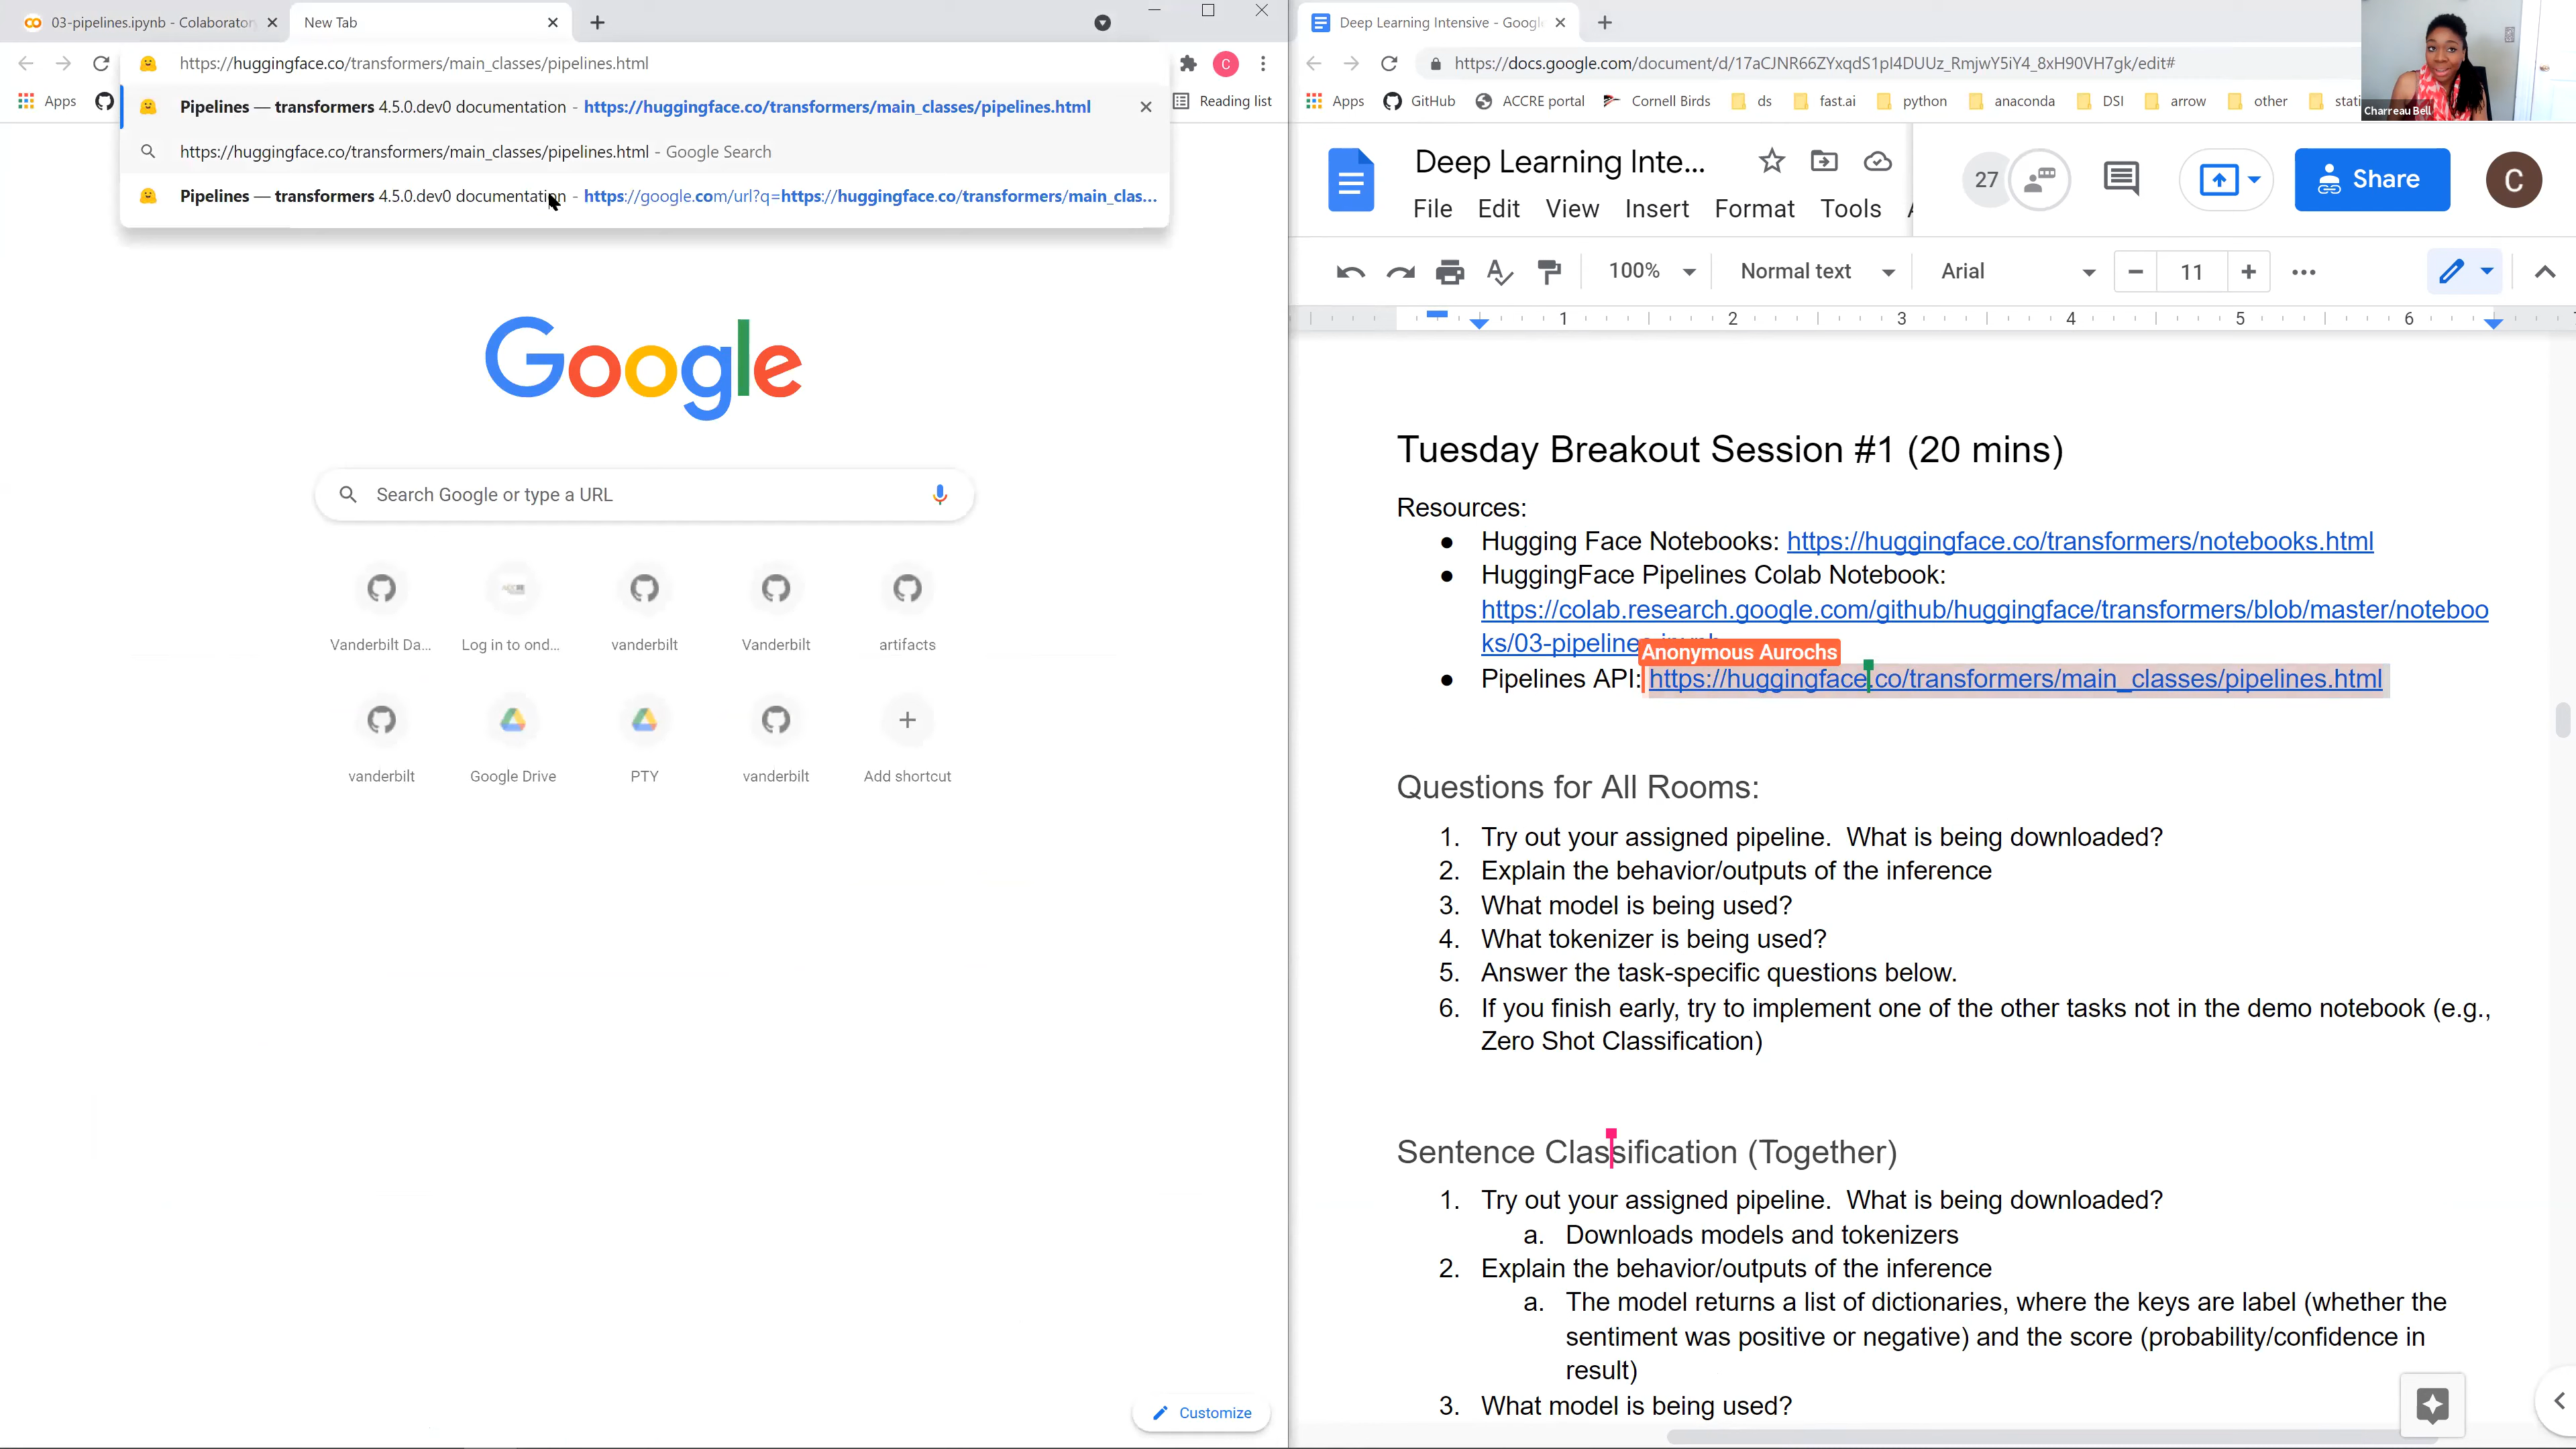 03-pipelines.ipynb - Colaboratory
New Tab
https://huggingface.co/transformers/main_classes/pipelines.html
C
Apps
Reading list
Pipelines — transformers 4.5.0.dev0 documentation - https://huggingface.co/transformers/main_classes/pipelines.html
https://huggingface.co/transformers/main_classes/pipelines.html - Google Search
Pipelines — transformers 4.5.0.dev0 documentation - https://google.com/url?q=https://huggingface.co/transformers/main_clas...
Google
Search Google or type a URL
Vanderbilt Da...
Log in to ond...
vanderbilt
Vanderbilt
artifacts
vanderbilt
Google Drive
PTY
vanderbilt
Add shortcut
Customize
Deep Learning Intensive - Google
https://docs.google.com/document/d/17aCJNR66ZYxqdS1pI4DUUz_RmjwY5iY4_8xH90VH7gk/edit#
Apps
GitHub
ACCRE portal
Cornell Birds
ds
fast.ai
python
anaconda
DSI
arrow
other
stati
Charreau Bell
Deep Learning Inte...
27
Share
C
File Edit View Insert Format Tools
100%
Normal text
Arial
11
1 2 3 4 5 6
Tuesday Breakout Session #1 (20 mins)
Resources:
● Hugging Face Notebooks: https://huggingface.co/transformers/notebooks.html
● HuggingFace Pipelines Colab Notebook:
https://colab.research.google.com/github/huggingface/transformers/blob/master/noteboo
ks/03-pipelines.ipynb
Anonymous Aurochs
● Pipelines API: https://huggingface.co/transformers/main_classes/pipelines.html
Questions for All Rooms:
1. Try out your assigned pipeline. What is being downloaded?
2. Explain the behavior/outputs of the inference
3. What model is being used?
4. What tokenizer is being used?
5. Answer the task-specific questions below.
6. If you finish early, try to implement one of the other tasks not in the demo notebook (e.g.,
Zero Shot Classification)
Sentence Classification (Together)
1. Try out your assigned pipeline. What is being downloaded?
a. Downloads models and tokenizers
2. Explain the behavior/outputs of the inference
a. The model returns a list of dictionaries, where the keys are label (whether the
sentiment was positive or negative) and the score (probability/confidence in
result)
3. What model is being used?